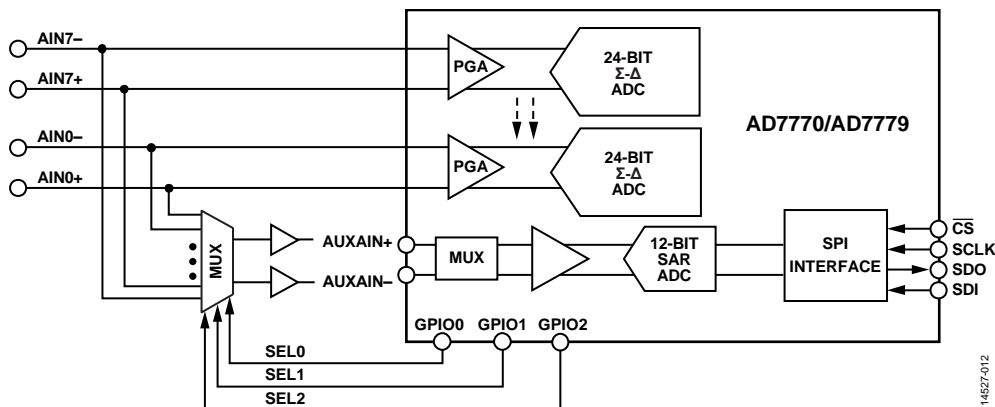 AIN7–
AIN7+
AIN0–
AIN0+
PGA
24-BIT
Σ-Δ
ADC
AD7770/AD7779
PGA
24-BIT
Σ-Δ
ADC
MUX
AUXAIN+
AUXAIN–
MUX
12-BIT
SAR
ADC
SPI
INTERFACE
CS
SCLK
SDO
SDI
GPIO0
GPIO1
GPIO2
SEL0
SEL1
SEL2
14527-012